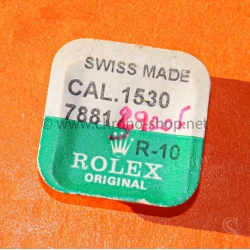 SWISS MADE
CAL.1530
7881
R-10
ROLEX
ORIGINAL